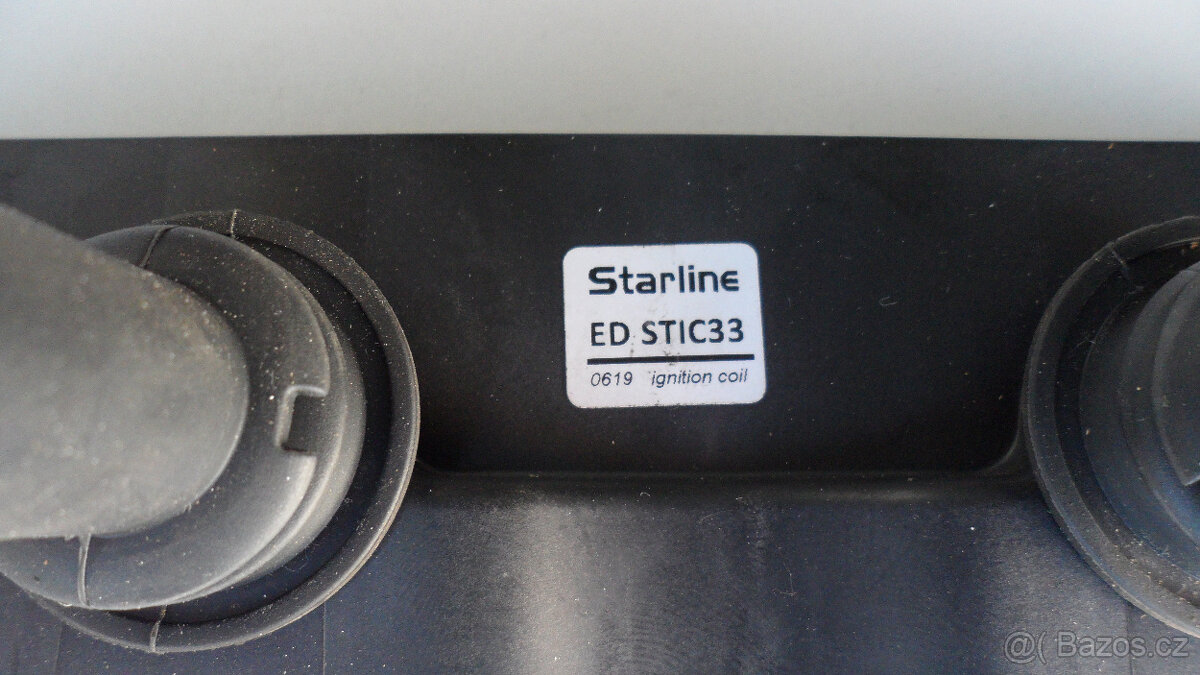 Starline
ED STIC33
0619 ignition coil
@( Bazos.cz